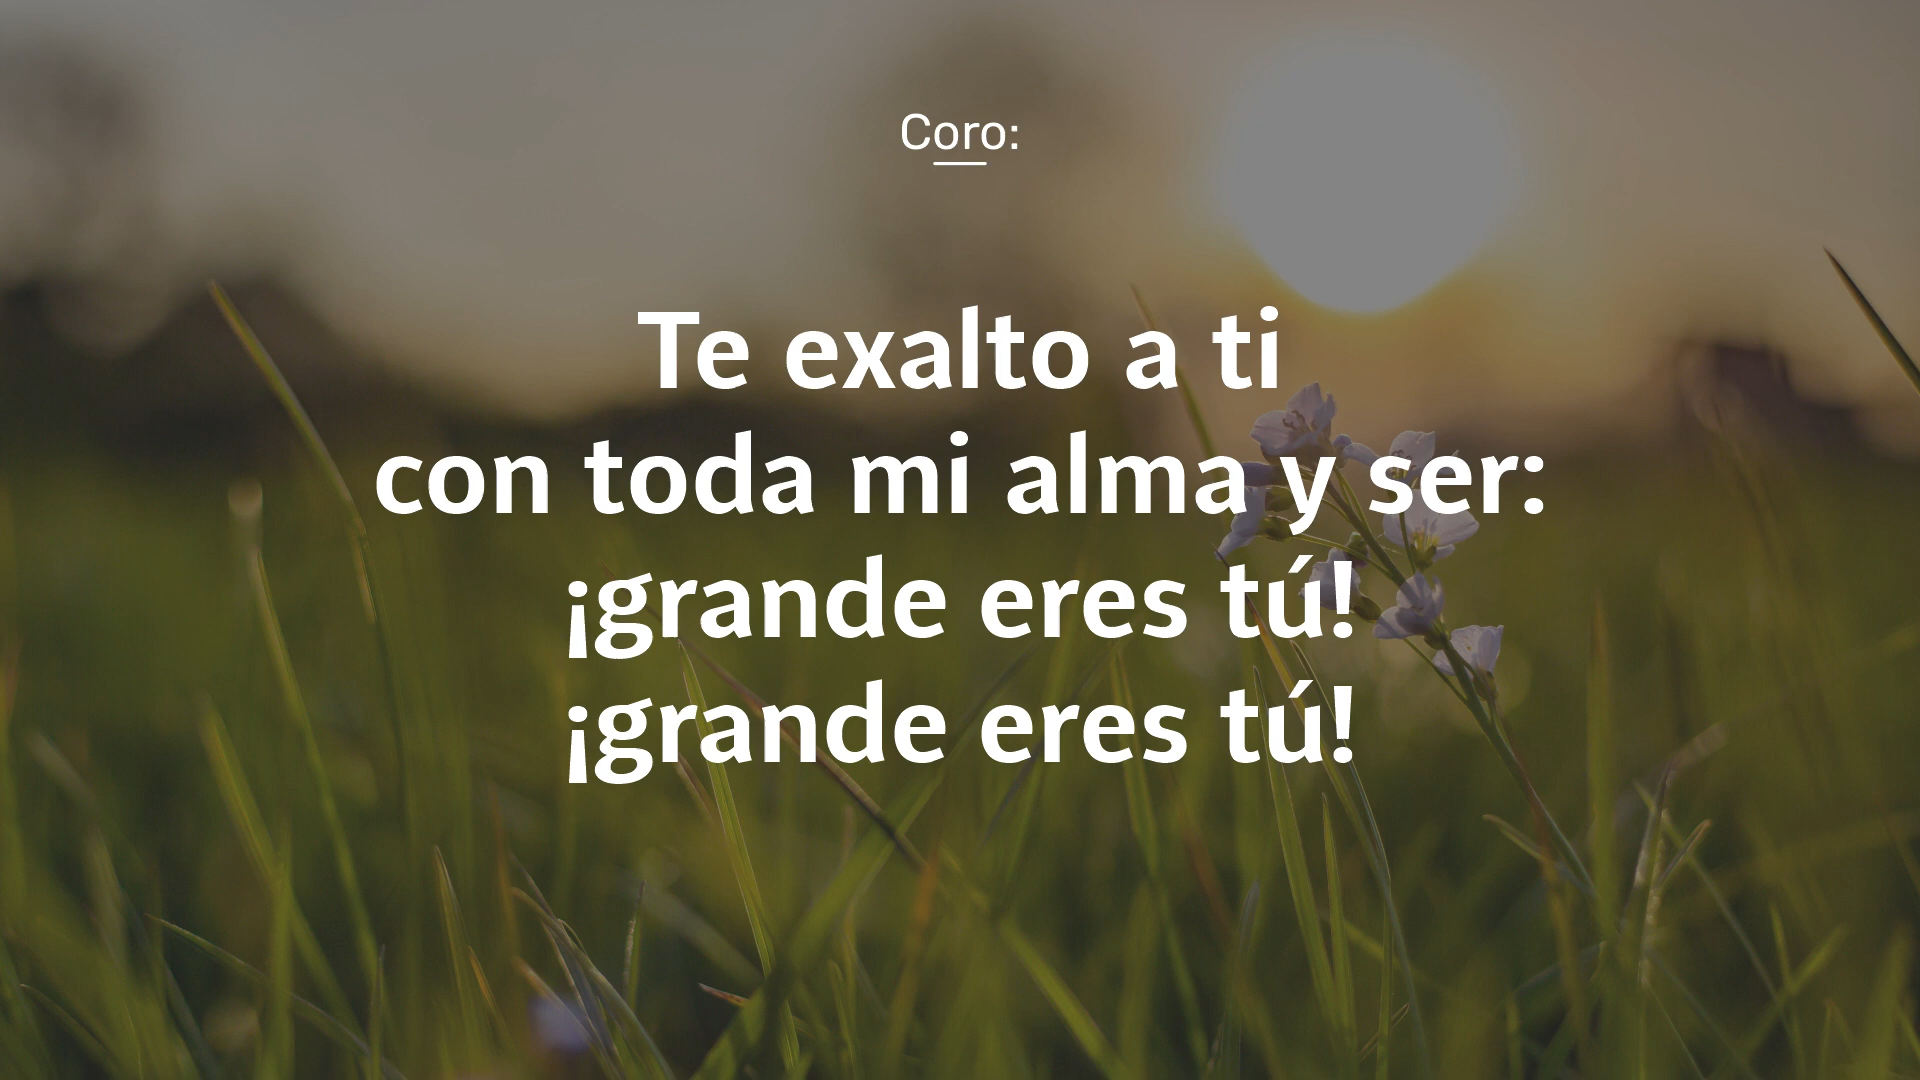 Coro:
Te exalto a ti
con toda mi alma y ser:
¡grande eres tú!
¡grande eres tú!